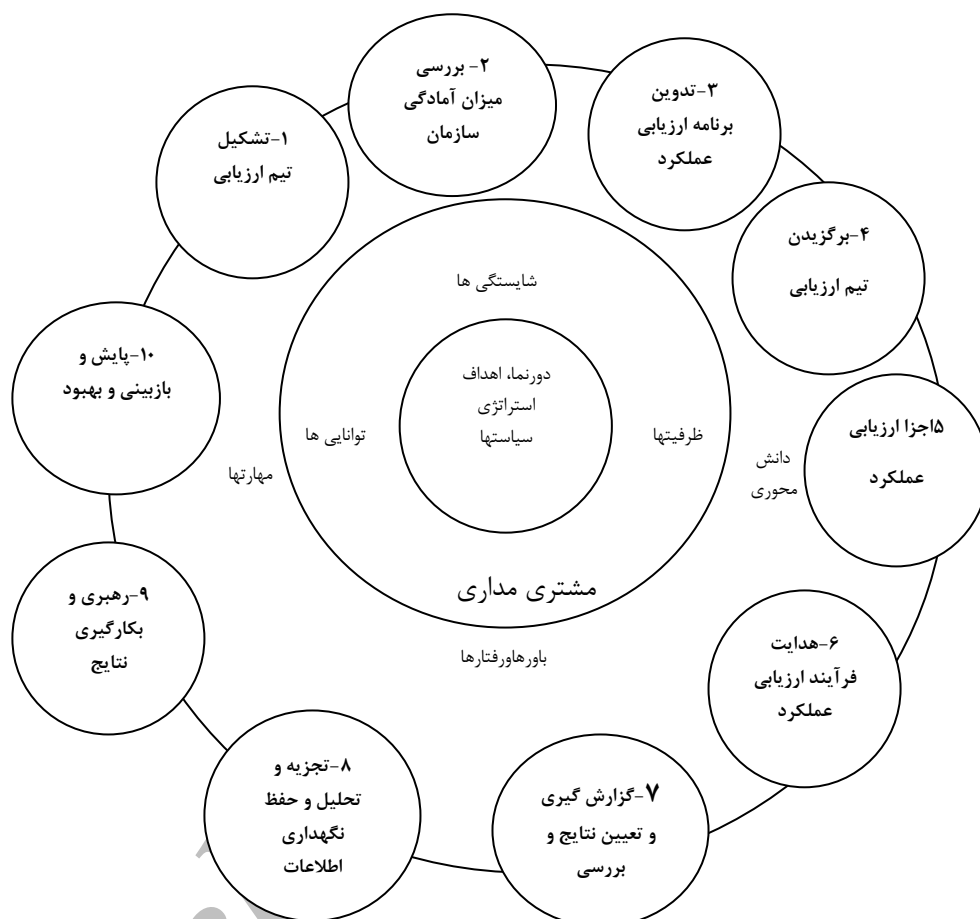 ۱-تشکیل
تیم ارزیابی
۲- بررسی
میزان آمادگی
سازمان
۳-تدوین
برنامه ارزیابی
عملکرد
۴-برگزیدن
تیم ارزیابی
۵اجزا ارزیابی
عملکرد
۶-هدایت
فرآیند ارزیابی
عملکرد
۷-گزارش گیری
و تعیین نتایج و
بررسی
۸-تجزیه و
تحلیل و حفظ
نگهداری
اطلاعات
۹-رهبری و
بکارگیری
نتایج
۱۰-پایش و
بازبینی و بهبود
شایستگی ها
دورنما، اهداف
استراتژی
سیاستها
ظرفیتها
توانایی ها
مشتری مداری
دانش
محوری
مهارتها
باورهاورفتارها